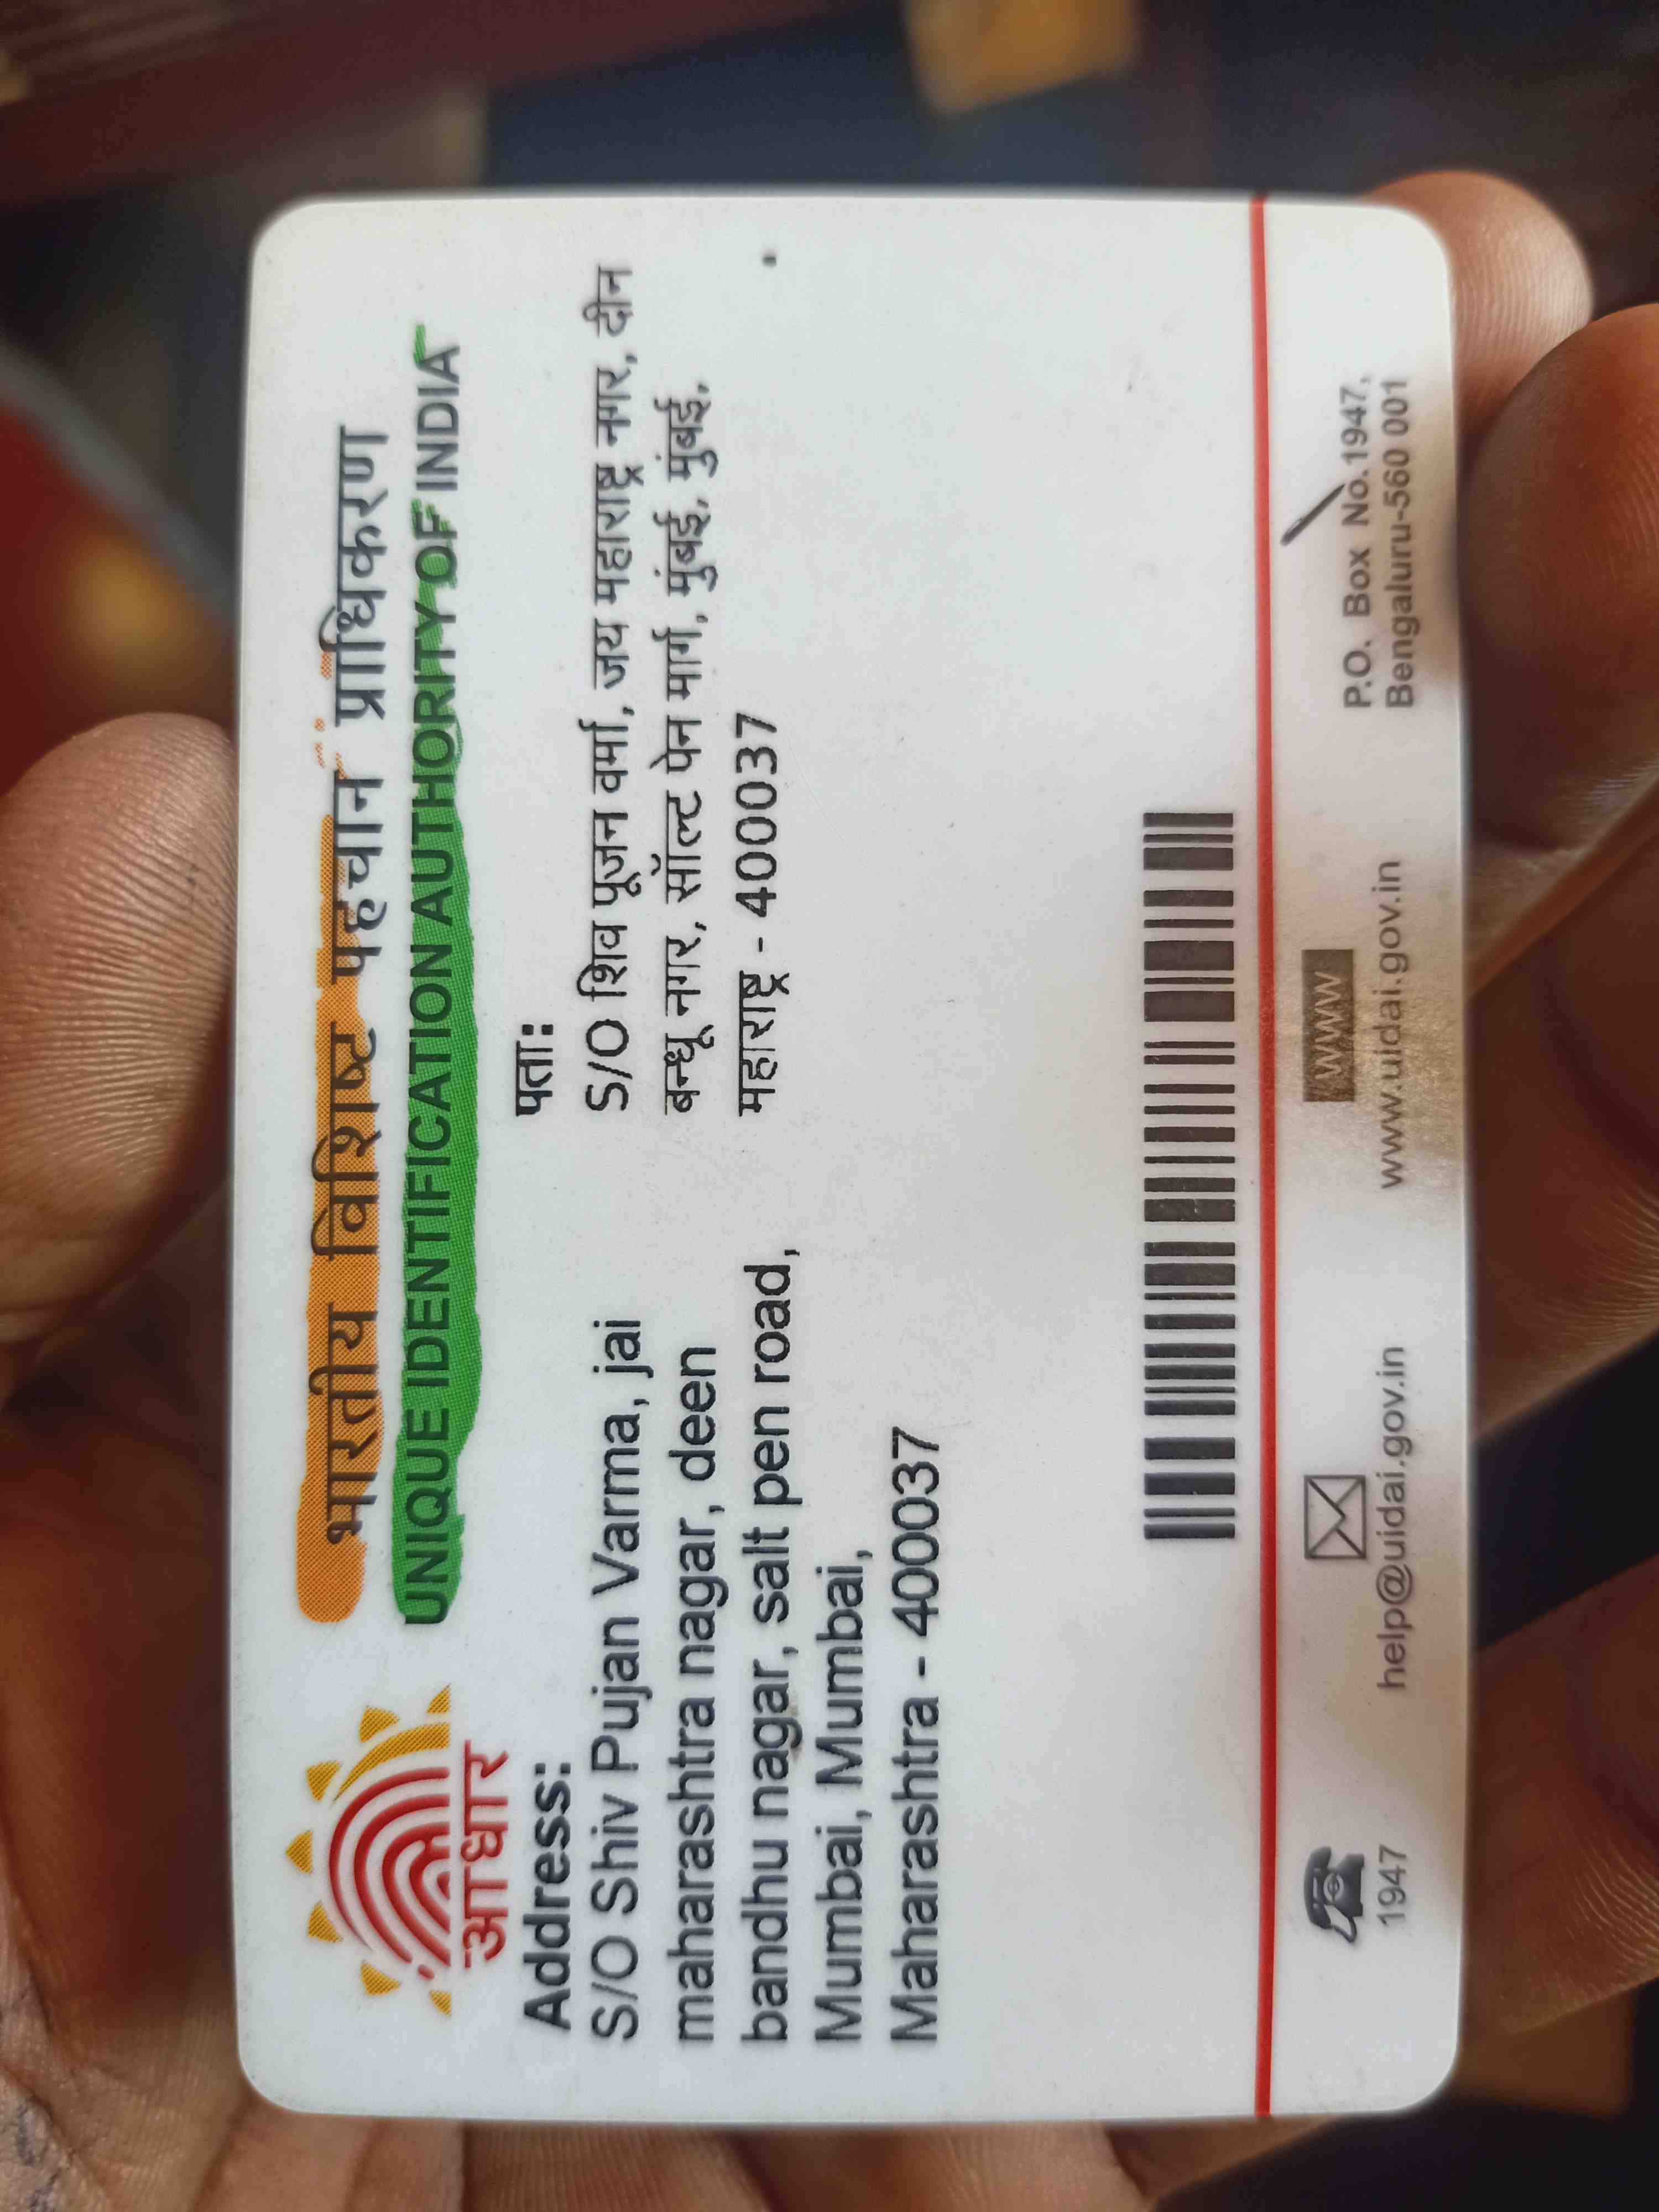 भारतीय विशिष्ट पहचान प्राधिकरण
UNIQUE IDENTIFICATION AUTHORITY OF INDIA
आधार
Address:
S/O Shiv Pujan Varma, jai
maharashtra nagar, deen
bandhu nagar, salt pen road,
Mumbai, Mumbai,
Maharashtra - 400037
पता:
S/O शिव पूजन वर्मा, जय महाराष्ट्र नगर, दीन
बन्धू नगर, सॉल्ट पेन मार्ग, मुंबई, मुंबई,
महाराष्ट्र - 400037
1947
help@uidai.gov.in
WWW
www.uidai.gov.in
P.O. Box No.1947,
Bengaluru-560 001